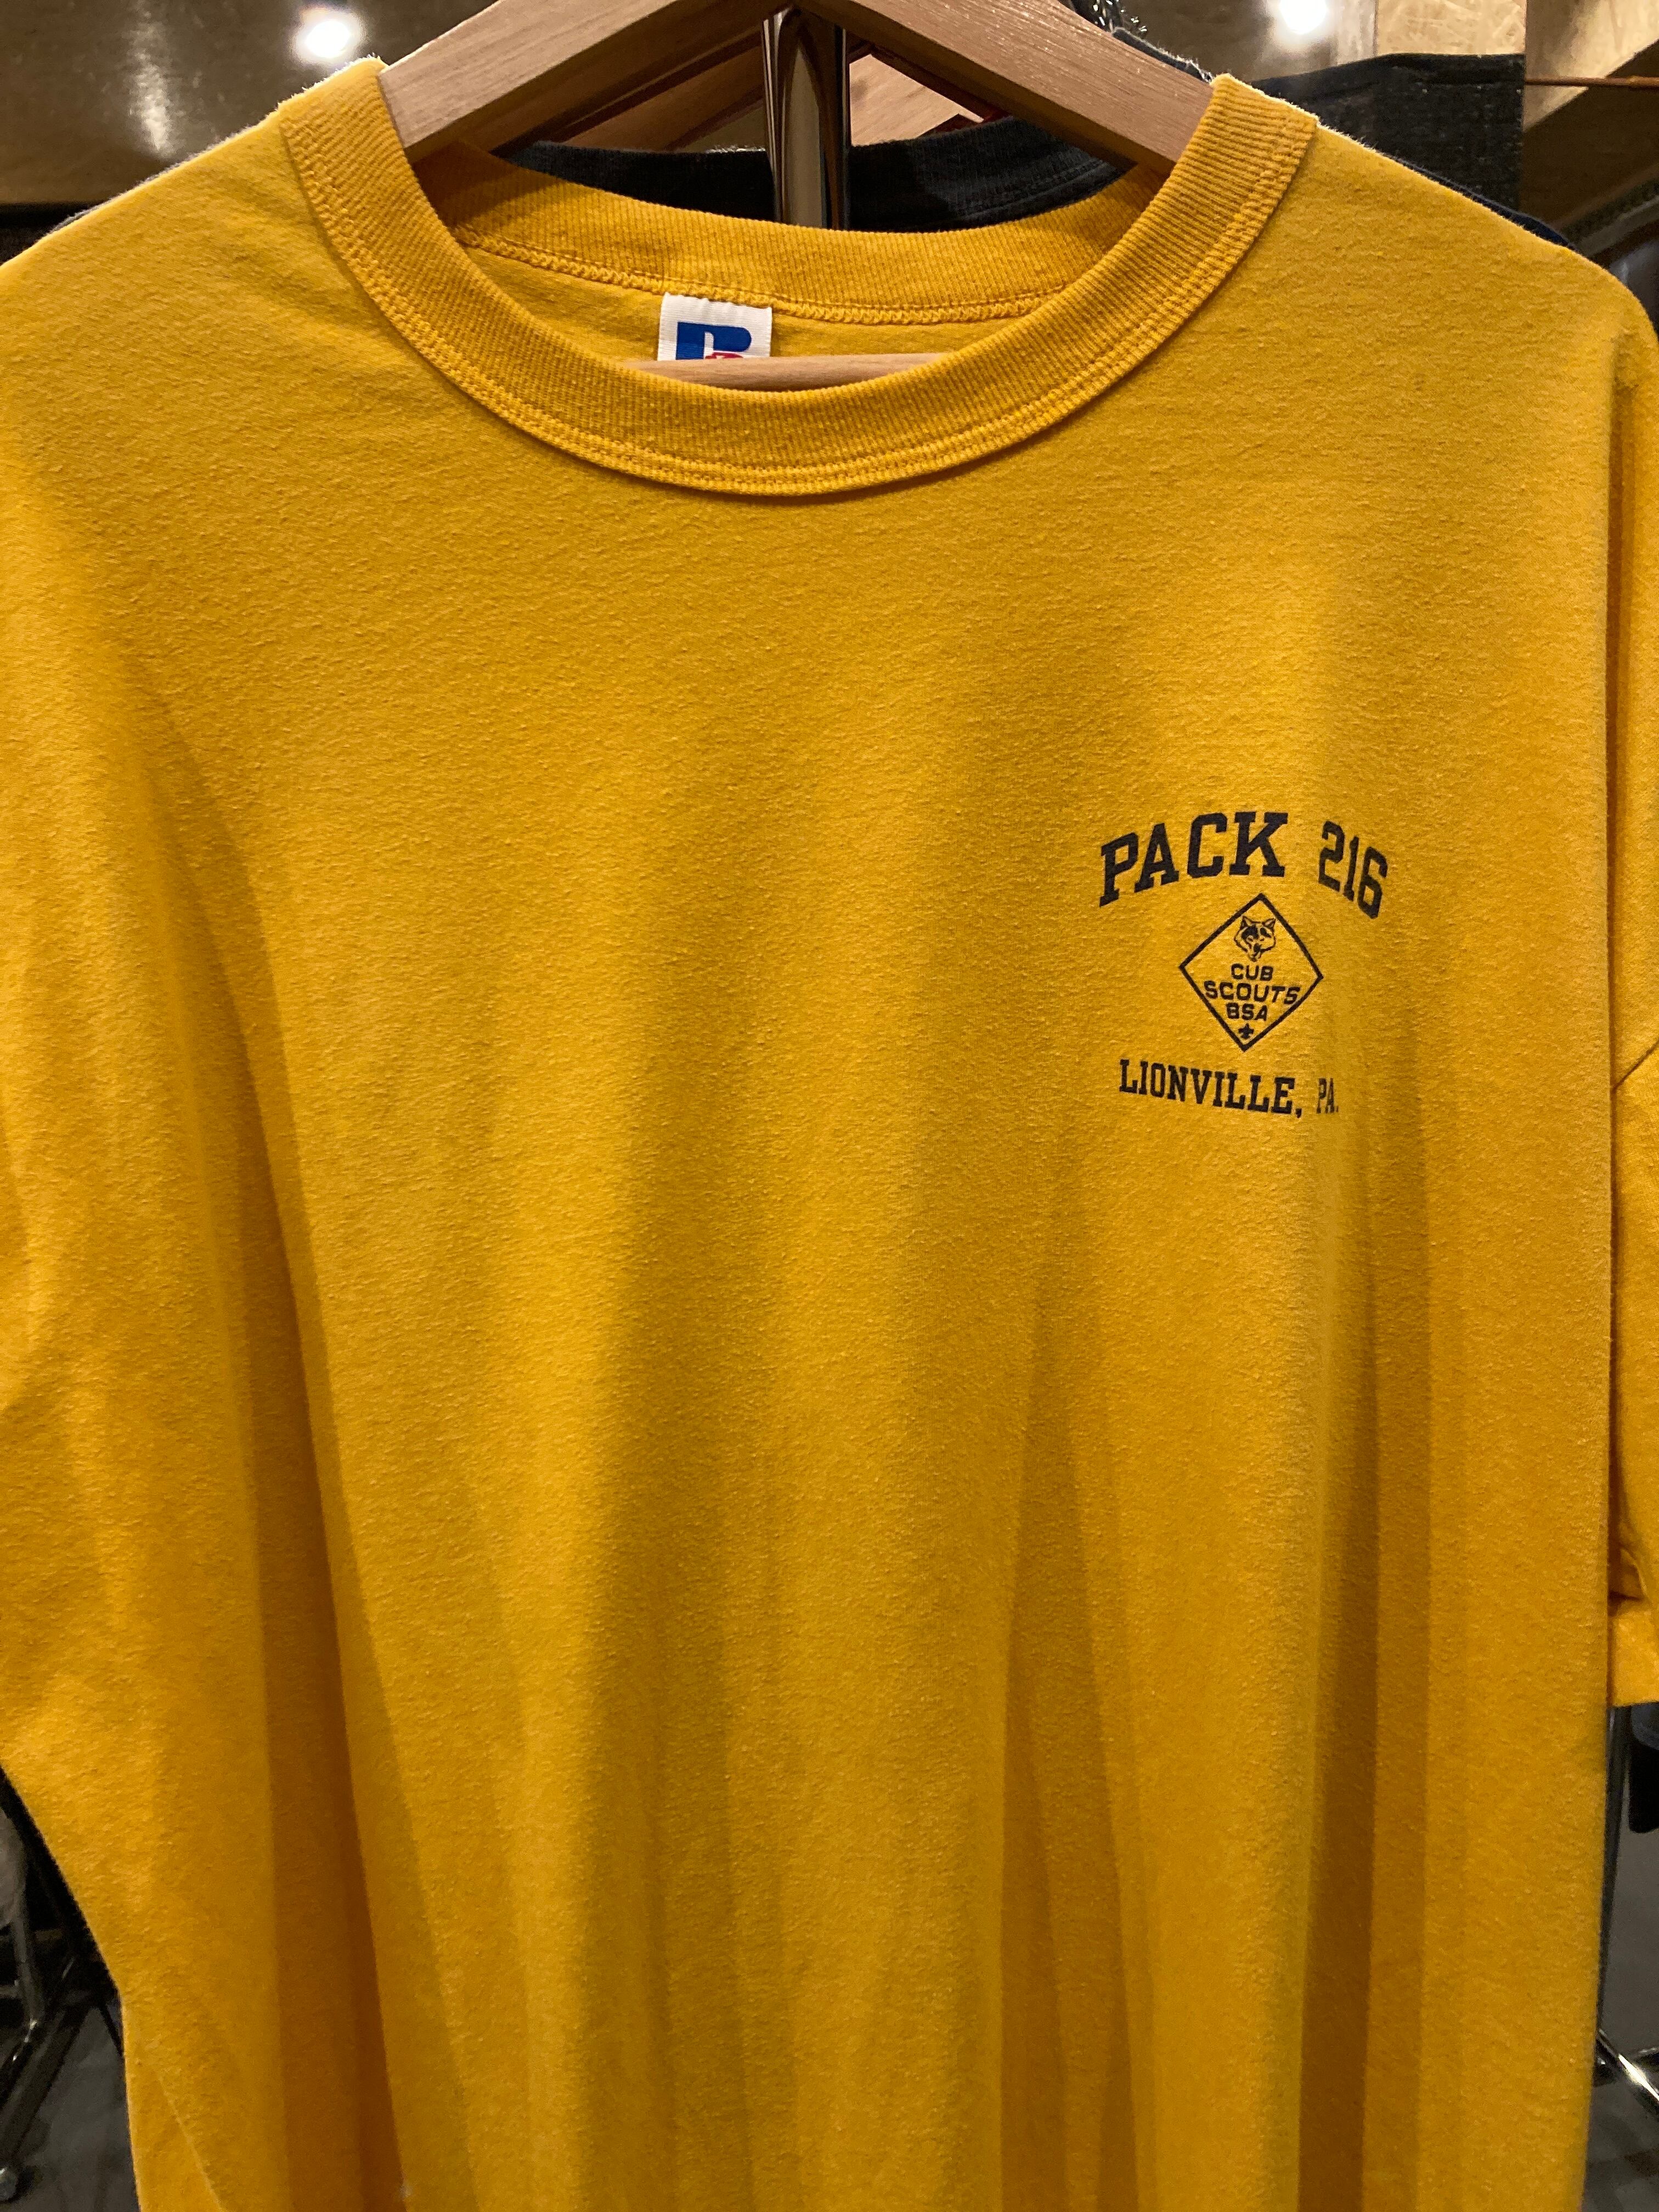 PACK 216
CUB
SCOUTS
BSA
LIONVILLE, PA.